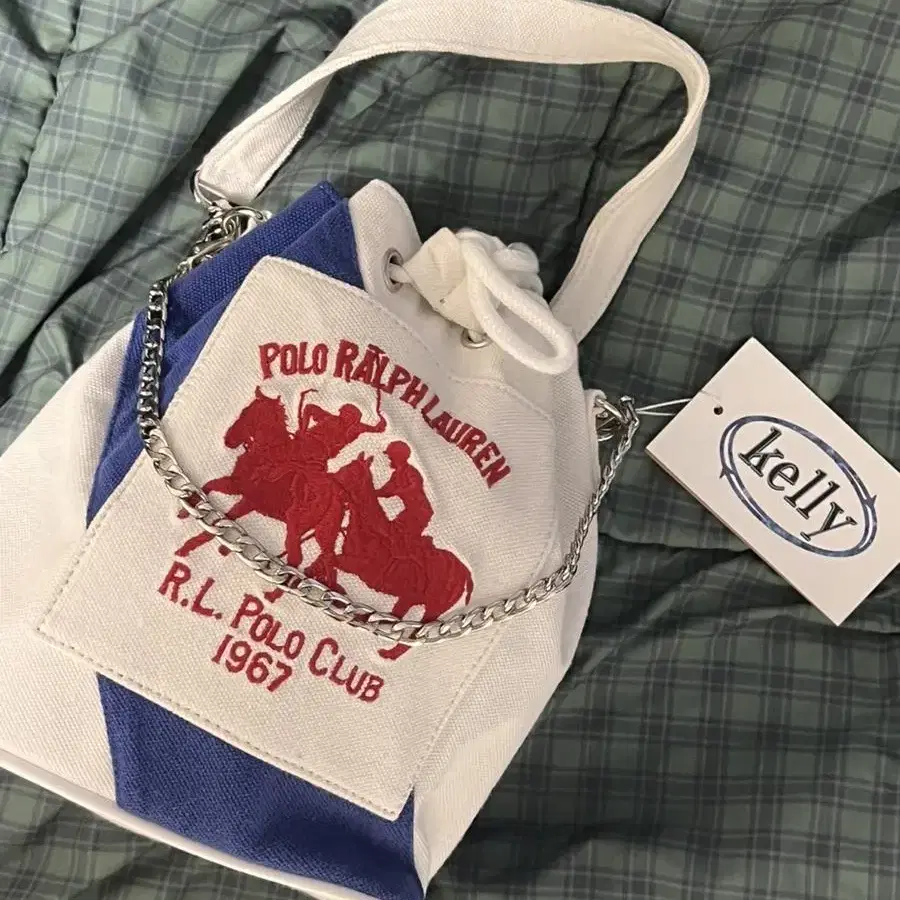 POLO RALPH LAUREN
R.L. POLO CLUB
1967
kelly